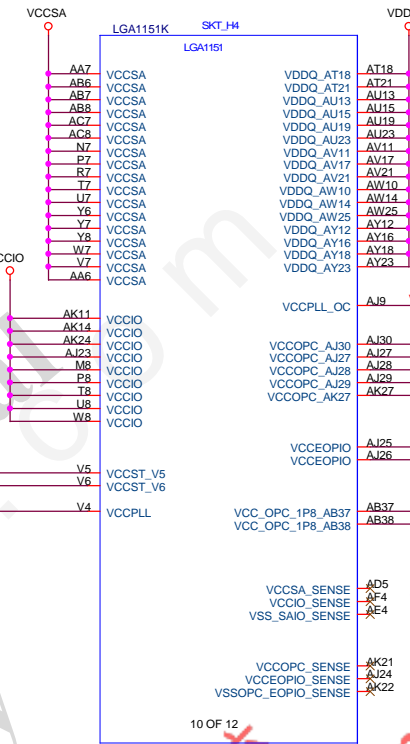 VCCSA
VDD
LGA1151K SKT_H4
LGA1151
AA7 VCCSA VDDQ_AT18 AT18
AB6 VCCSA VDDQ_AT21 AT21
AB7 VCCSA VDDQ_AU13 AU13
AB8 VCCSA VDDQ_AU15 AU15
AC7 VCCSA VDDQ_AU19 AU19
AC8 VCCSA VDDQ_AU23 AU23
N7 VCCSA VDDQ_AV11 AV11
P7 VCCSA VDDQ_AV17 AV17
R7 VCCSA VDDQ_AV21 AV21
T7 VCCSA VDDQ_AW10 AW10
U7 VCCSA VDDQ_AW14 AW14
Y6 VCCSA VDDQ_AW25 AW25
Y7 VCCSA VDDQ_AY12 AY12
Y8 VCCSA VDDQ_AY16 AY16
W7 VCCSA VDDQ_AY18 AY18
V7 VCCSA VDDQ_AY23 AY23
AA6 VCCSA
CCIO
VCCPLL_OC AJ9
AK11 VCCIO
AK14 VCCIO
AK24 VCCIO VCCOPC_AJ30 AJ30
AJ23 VCCIO VCCOPC_AJ27 AJ27
M8 VCCIO VCCOPC_AJ28 AJ28
P8 VCCIO VCCOPC_AJ29 AJ29
T8 VCCIO VCCOPC_AK27 AK27
U8 VCCIO
W8 VCCIO
VCCEOPIO AJ25
VCCEOPIO AJ26
V5 VCCST_V5
V6 VCCST_V6
V4 VCCPLL VCC_OPC_1P8_AB37 AB37
VCC_OPC_1P8_AB38 AB38
VCCSA_SENSE AD5
VCCIO_SENSE AF4
VSS_SAIO_SENSE AE4
VCCOPC_SENSE AK21
VCCEOPIO_SENSE AJ24
VSSOPC_EOPIO_SENSE AK22
10 OF 12